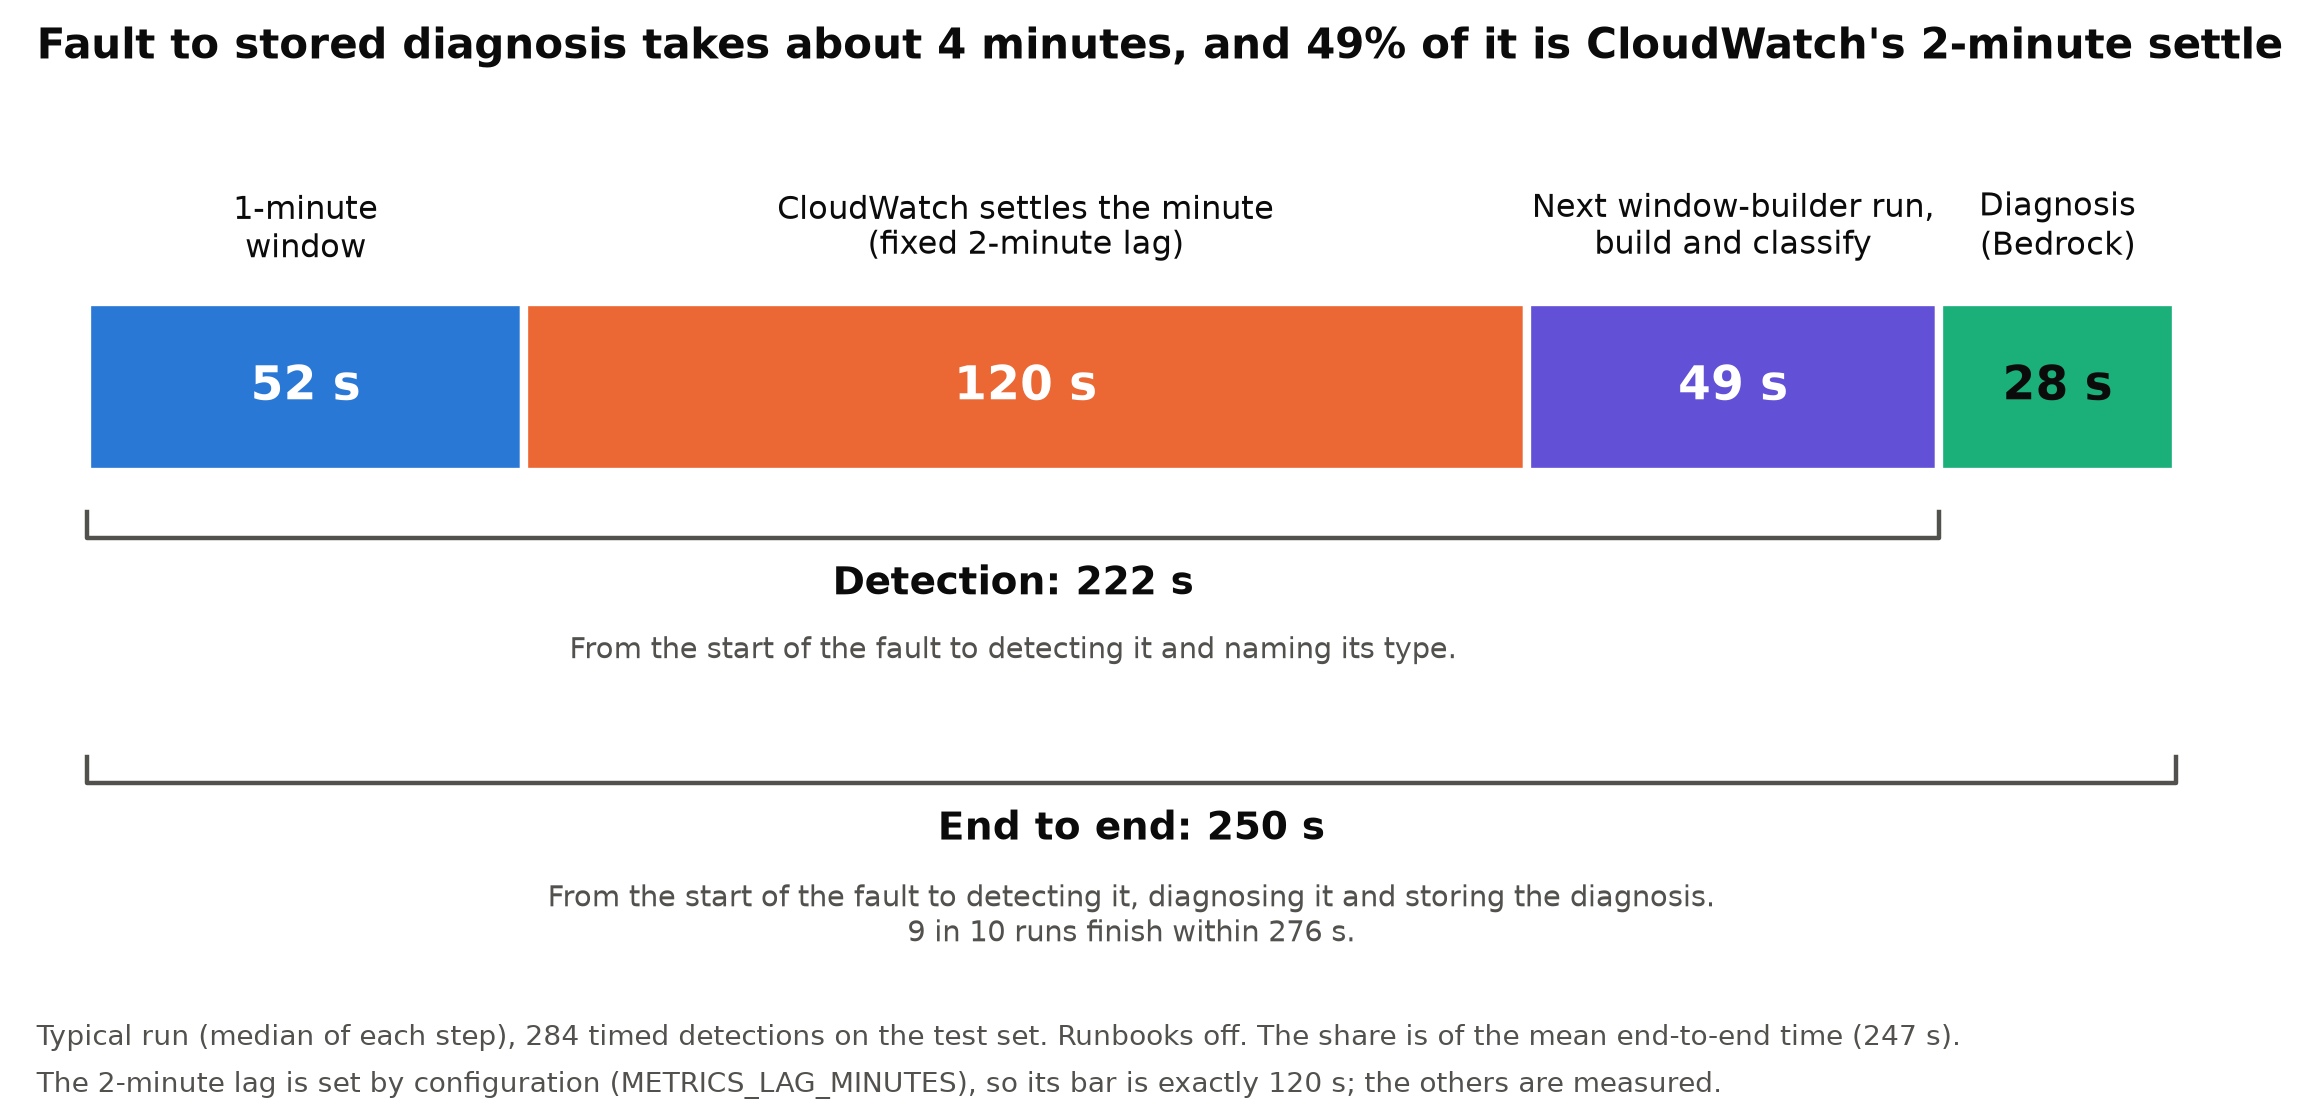 Fault to stored diagnosis takes about 4 minutes, and 49% of it is CloudWatch's 2-minute settle
1-minute
window
CloudWatch settles the minute
(fixed 2-minute lag)
Next window-builder run,
build and classify
Diagnosis
(Bedrock)
52 s
120 s
49 s
28 s
Detection: 222 s
From the start of the fault to detecting it and naming its type.
End to end: 250 s
From the start of the fault to detecting it, diagnosing it and storing the diagnosis.
9 in 10 runs finish within 276 s.
Typical run (median of each step), 284 timed detections on the test set. Runbooks off. The share is of the mean end-to-end time (247 s).
The 2-minute lag is set by configuration (METRICS_LAG_MINUTES), so its bar is exactly 120 s; the others are measured.